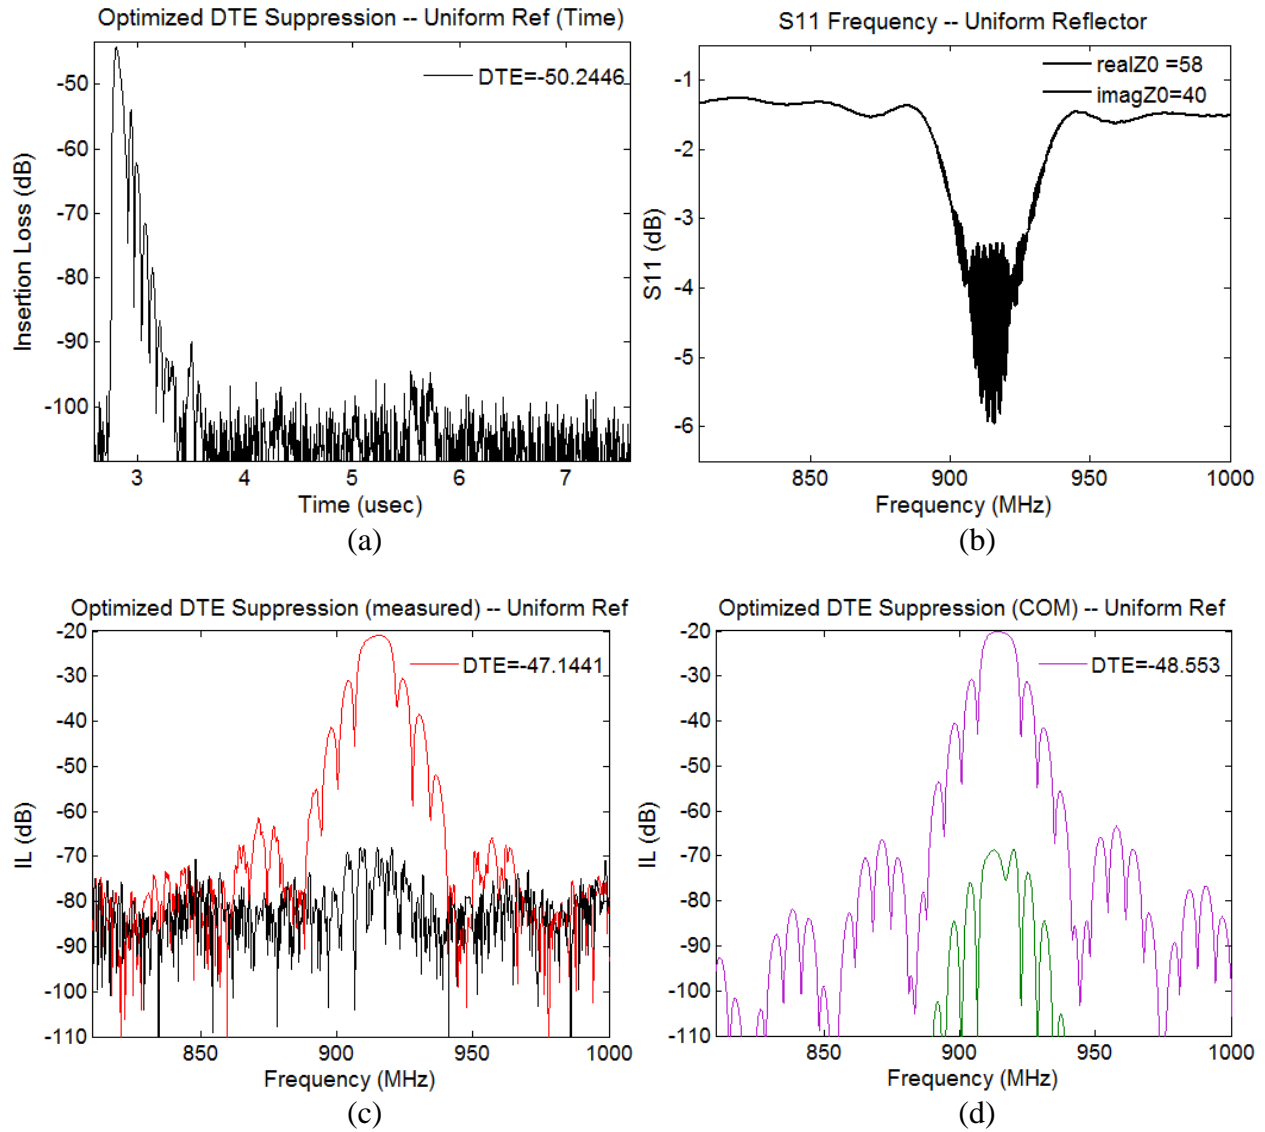 Optimized DTE Suppression -- Uniform Ref (Time)
DTE=-50.2446
Insertion Loss (dB)
-50
-60
-70
-80
-90
-100
3
4
5
6
7
Time (usec)
(a)
S11 Frequency -- Uniform Reflector
realZ0 =58
imagZ0=40
S11 (dB)
-1
-2
-3
-4
-5
-6
850
900
950
1000
Frequency (MHz)
(b)
Optimized DTE Suppression (measured) -- Uniform Ref
DTE=-47.1441
IL (dB)
-20
-30
-40
-50
-60
-70
-80
-90
-100
-110
850
900
950
1000
Frequency (MHz)
(c)
Optimized DTE Suppression (COM) -- Uniform Ref
DTE=-48.553
IL (dB)
-20
-30
-40
-50
-60
-70
-80
-90
-100
-110
850
900
950
1000
Frequency (MHz)
(d)